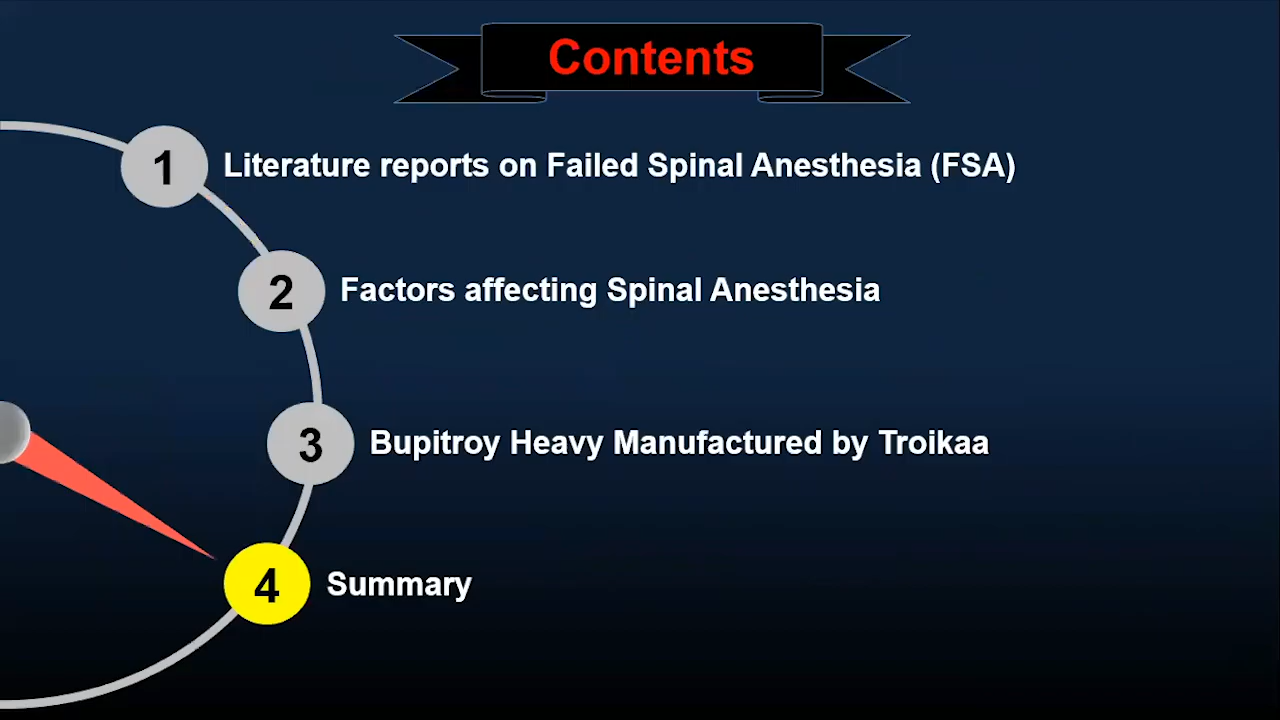 Contents
1 Literature reports on Failed Spinal Anesthesia (FSA)
2 Factors affecting Spinal Anesthesia
3 Bupitroy Heavy Manufactured by Troikaa
4 Summary